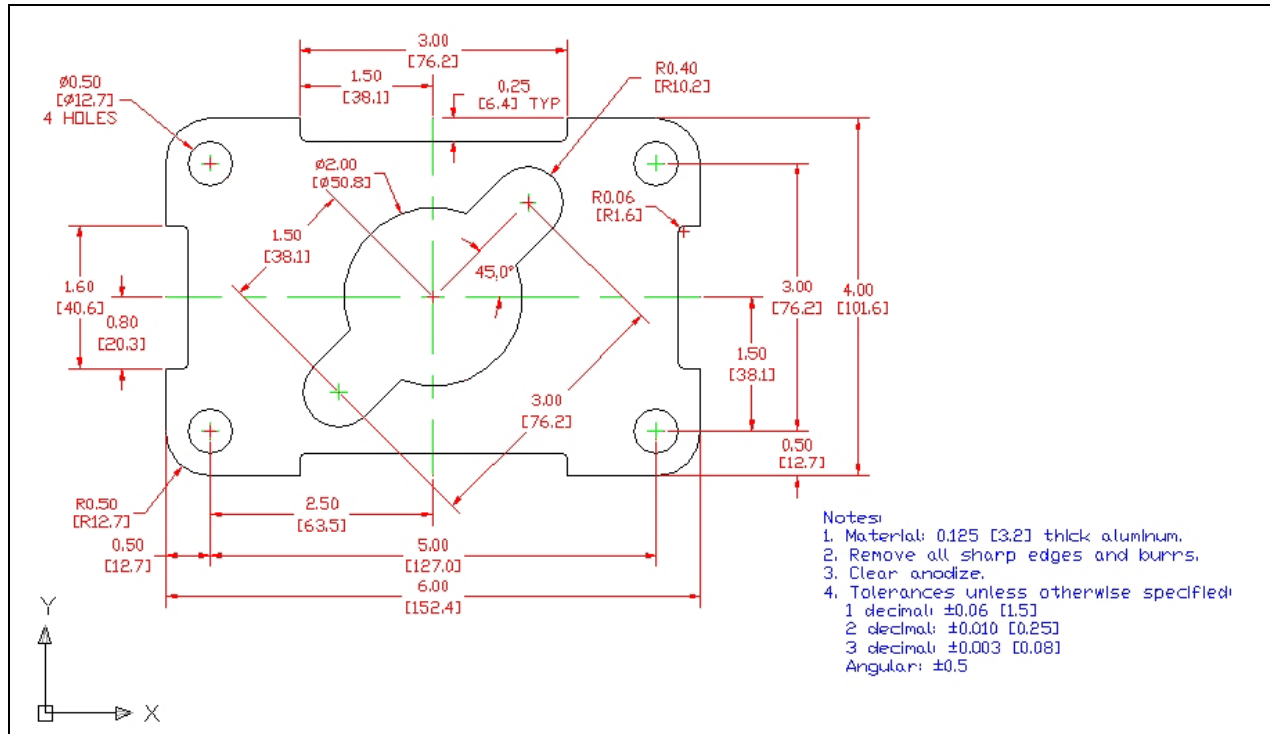 3.00
[76.2]
1.50
[38.1]
0.25
[6.4] TYP
R0.40
[R10.2]
Ø0.50
[Ø12.7]
4 HOLES
Ø2.00
[Ø50.8]
R0.06
[R1.6]
1.50
[38.1]
45.0°
1.60
[40.6]
0.80
[20.3]
3.00
[76.2]
4.00
[101.6]
1.50
[38.1]
3.00
[76.2]
0.50
[12.7]
R0.50
[R12.7]
2.50
[63.5]
0.50
[12.7]
5.00
[127.0]
6.00
[152.4]
Notes:
1. Material: 0.125 [3.2] thick aluminum.
2. Remove all sharp edges and burrs.
3. Clear anodize.
4. Tolerances unless otherwise specified:
1 decimal: ±0.06 [1.5]
2 decimal: ±0.010 [0.25]
3 decimal: ±0.003 [0.08]
Angular: ±0.5
Y
X